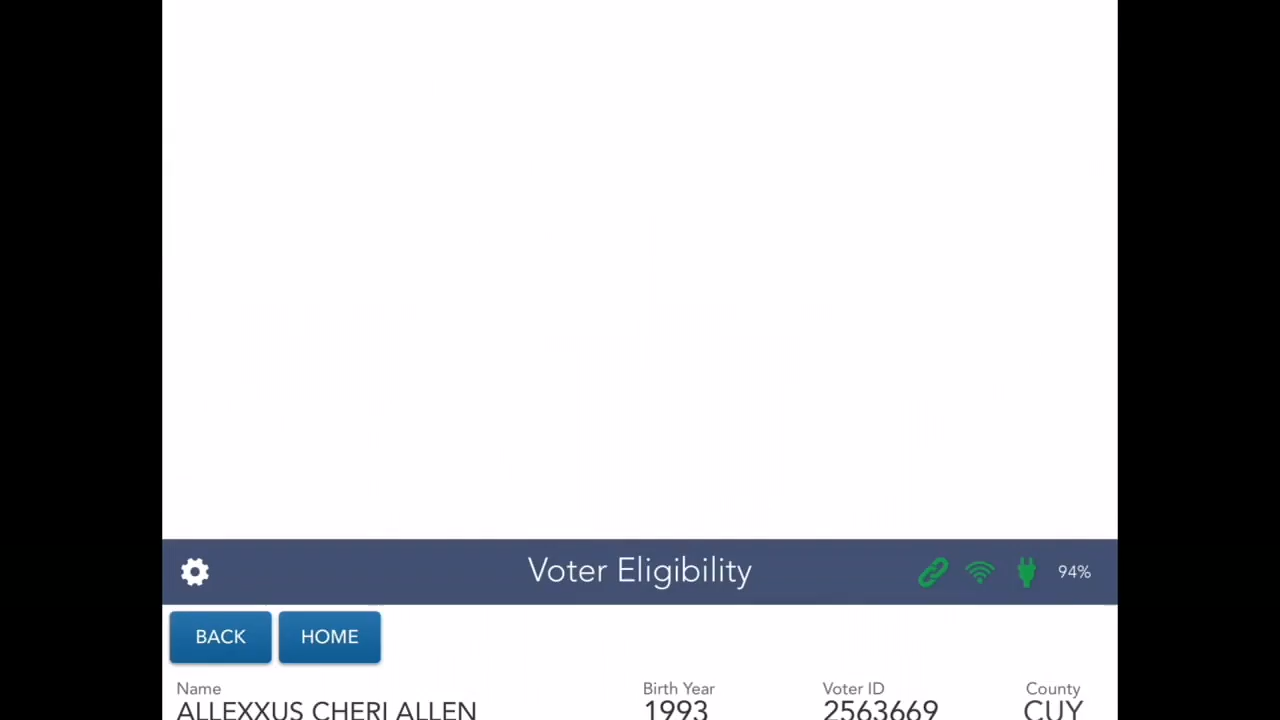 Voter Eligibility 94%
BACK HOME
Name Birth Year Voter ID County
ALLEXXUS CHERI ALLEN 1993 2563669 CUY